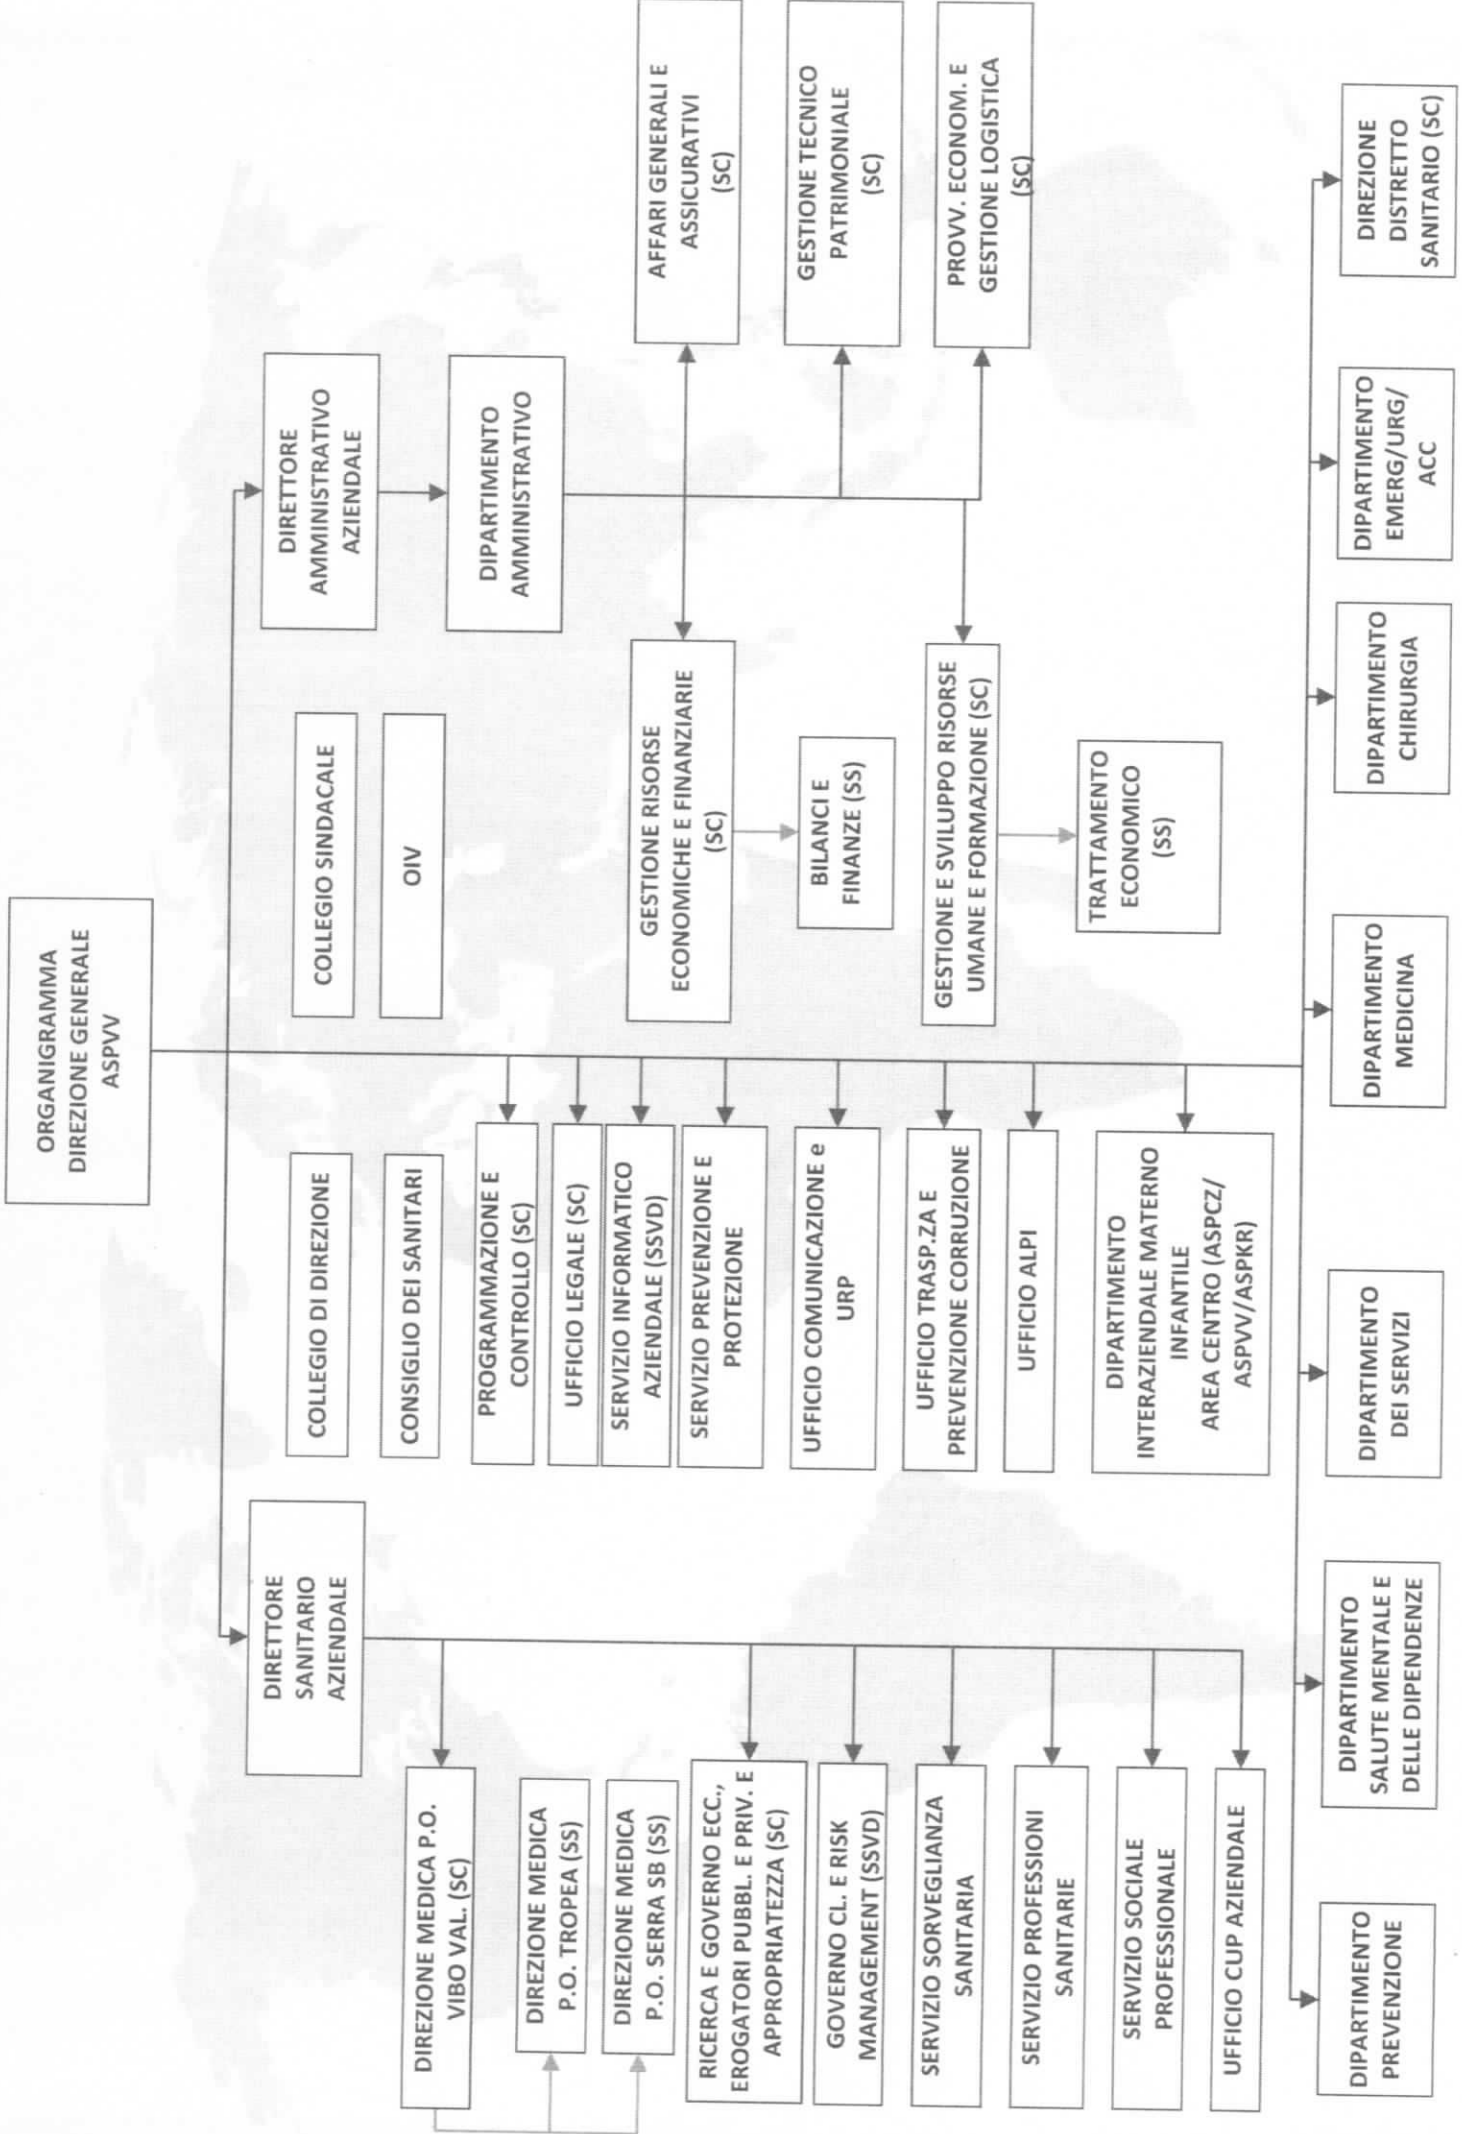 ORGANIGRAMMA
DIREZIONE GENERALE
ASPVV
DIRETTORE
SANITARIO
AZIENDALE
COLLEGIO DI DIREZIONE
CONSIGLIO DEI SANITARI
COLLEGIO SINDACALE
OIV
DIRETTORE
AMMINISTRATIVO
AZIENDALE
DIPARTIMENTO
AMMINISTRATIVO
DIREZIONE MEDICA P.O.
VIBO VAL. (SC)
DIREZIONE MEDICA
P.O. TROPEA (SS)
DIREZIONE MEDICA
P.O. SERRA SB (SS)
RICERCA E GOVERNO ECC.,
EROGATORI PUBBL. E PRIV. E
APPROPRIATEZZA (SC)
GOVERNO CL. E RISK
MANAGEMENT (SSVD)
SERVIZIO SORVEGLIANZA
SANITARIA
SERVIZIO PROFESSIONI
SANITARIE
SERVIZIO SOCIALE
PROFESSIONALE
UFFICIO CUP AZIENDALE
PROGRAMMAZIONE E
CONTROLLO (SC)
UFFICIO LEGALE (SC)
SERVIZIO INFORMATICO
AZIENDALE (SSVD)
SERVIZIO PREVENZIONE E
PROTEZIONE
UFFICIO COMUNICAZIONE e
URP
UFFICIO TRASP.ZA E
PREVENZIONE CORRUZIONE
UFFICIO ALPI
DIPARTIMENTO
INTERAZIENDALE MATERNO
INFANTILE
AREA CENTRO (ASPCZ/
ASPVV/ASPKR)
GESTIONE RISORSE
ECONOMICHE E FINANZIARIE
(SC)
BILANCI E
FINANZE (SS)
GESTIONE E SVILUPPO RISORSE
UMANE E FORMAZIONE (SC)
TRATTAMENTO
ECONOMICO
(SS)
AFFARI GENERALI E
ASSICURATIVI
(SC)
GESTIONE TECNICO
PATRIMONIALE
(SC)
PROVV. ECONOM. E
GESTIONE LOGISTICA
(SC)
DIPARTIMENTO
PREVENZIONE
DIPARTIMENTO
SALUTE MENTALE E
DELLE DIPENDENZE
DIPARTIMENTO
DEI SERVIZI
DIPARTIMENTO
MEDICINA
DIPARTIMENTO
CHIRURGIA
DIPARTIMENTO
EMERG/URG/
ACC
DIREZIONE
DISTRETTO
SANITARIO (SC)